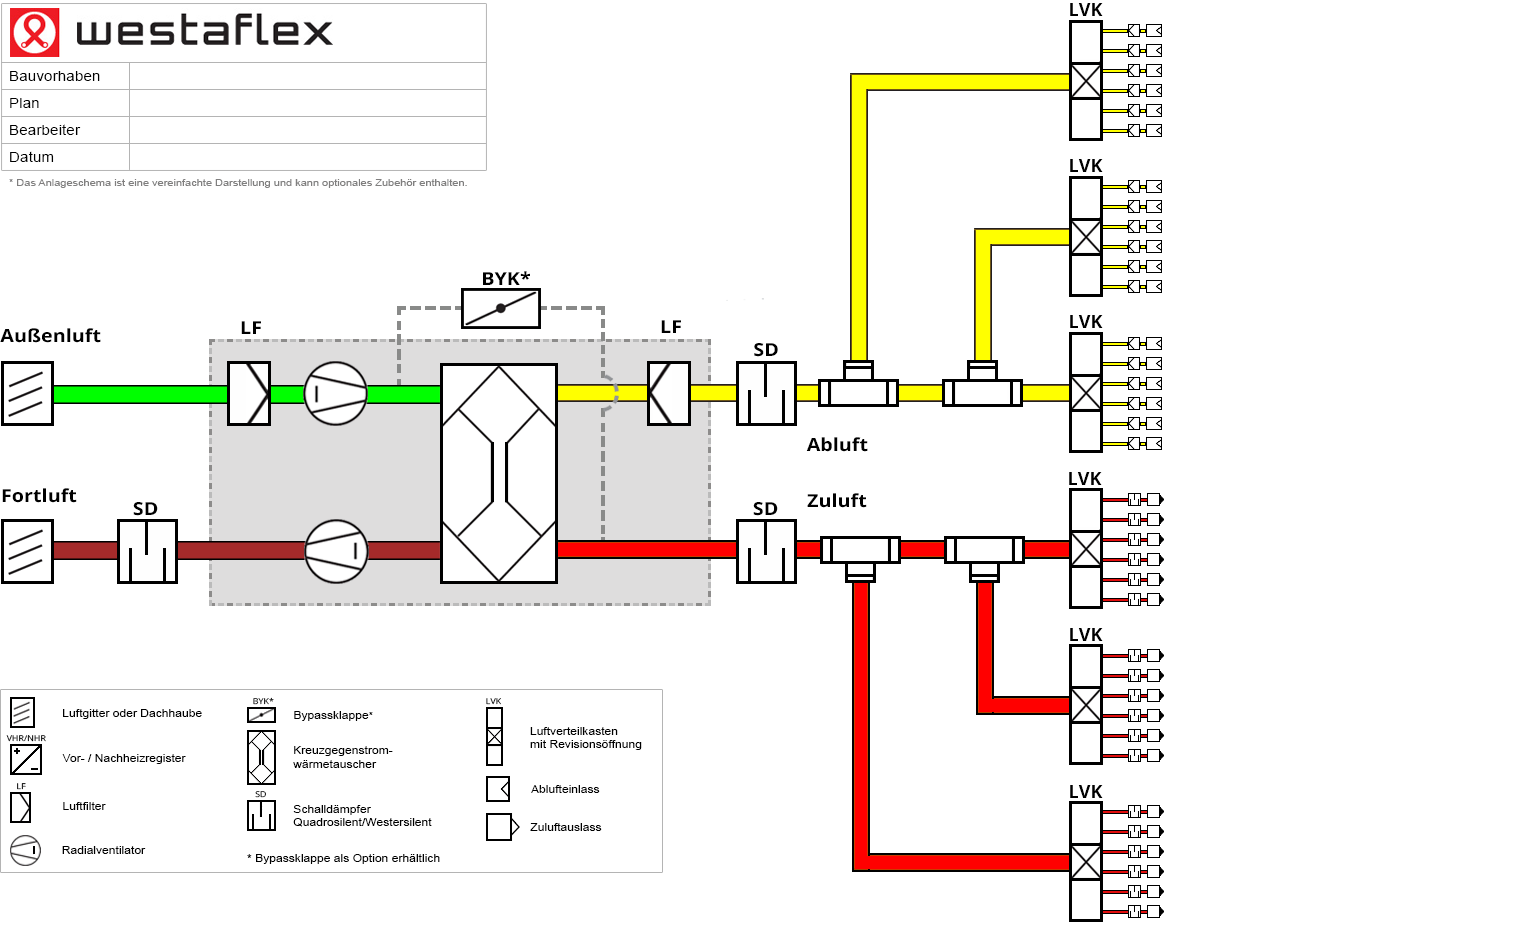 westaflex
Bauvorhaben
Plan
Bearbeiter
Datum
* Das Anlageschema ist eine vereinfachte Darstellung und kann optionales Zubehör enthalten.
LVK
LVK
BYK*
LF
LF
LVK
Außenluft
SD
Abluft
LVK
Fortluft
SD
SD
Zuluft
LVK
LVK
Luftgitter oder Dachhaube
VHR/NHR
Vor- / Nachheizregister
LF
Luftfilter
Radialventilator
BYK*
Bypassklappe*
Kreuzgegenstrom-
wärmetauscher
SD
Schalldämpfer
Quadrosilent/Westersilent
* Bypassklappe als Option erhältlich
LVK
Luftverteilkasten
mit Revisionsöffnung
Ablufteinlass
Zuluftauslass